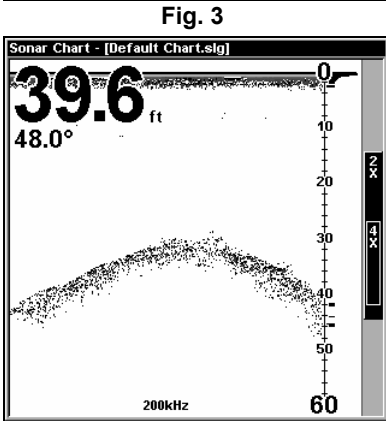 Fig. 3
Sonar Chart - [Default Chart.slg]
39.6 ft
48.0°
0
10
20
30
40
50
60
2X
4X
200kHz